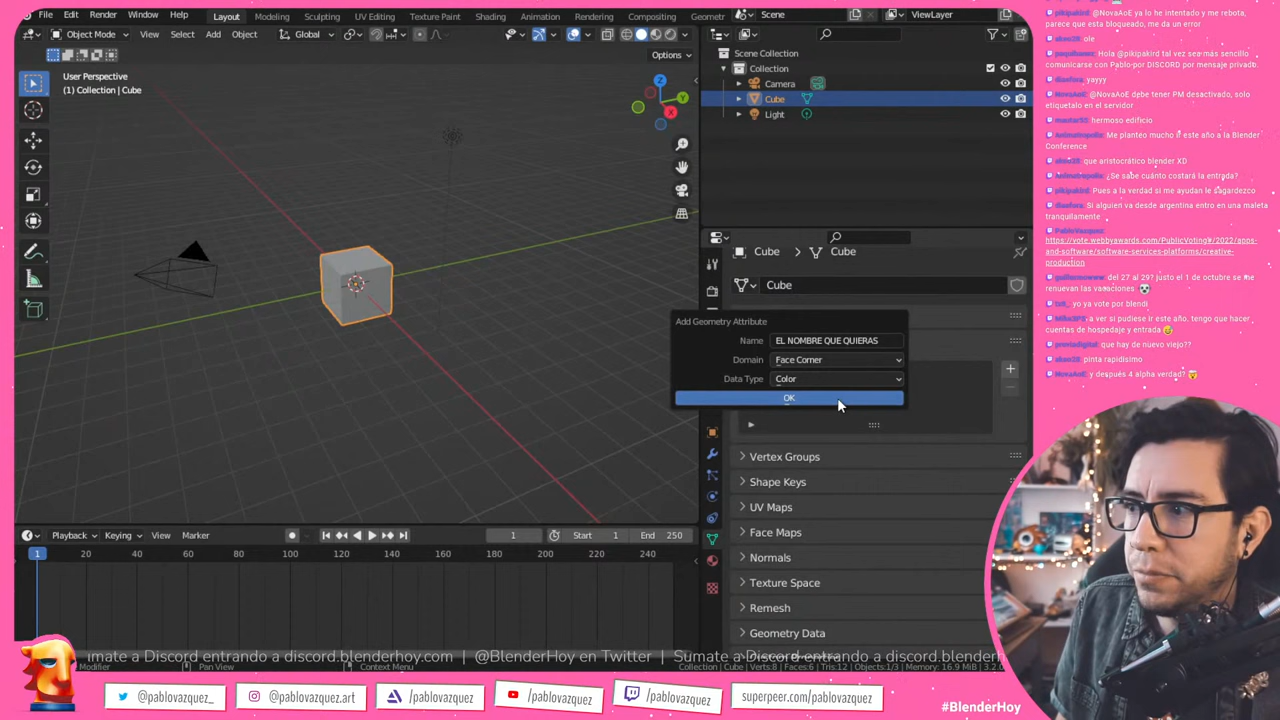 File Edit Render Window Help Layout Modeling Sculpting UV Editing Texture Paint Shading Animation Rendering Compositing Geometr Scene ViewLayer
Object Mode View Select Add Object Global
Options
User Perspective
(1) Collection | Cube
Z
Y
X
Scene Collection
Collection
Camera
Cube
Light
Cube > Cube
Cube
Add Geometry Attribute
Name EL NOMBRE QUE QUIERAS
Domain Face Corner
Data Type Color
OK
Vertex Groups
Shape Keys
UV Maps
Face Maps
Normals
Texture Space
Remesh
Geometry Data
Playback Keying View Marker 1 Start 1 End 250
1 20 40 60 80 100 120 140 160 180 200 220 240
Modifier Pan View Context Menu
Collection | Cube | Verts:8 | Faces:6 | Tris:12 | Objects:1/3 | Memory: 16.9 MiB | 3.2.0
umate a Discord entrando a discord.blenderhoy.com | @BlenderHoy en Twitter | Sumate a Discord entrando a discord.blenderh
@pablovazquez_ @pablovazquez.art /pablovazquez /pablovazquez /pablovazquez superpeer.com/pablovazquez
#BlenderHoy
pikipakird: @NovaAoE ya lo he intentado y me rebota,
parece que esta bloqueado, me da un error
ole
Hola @pikipakird tal vez sea más sencillo
comunicarse con Pablo por DISCORD por mensaje privadb.
yayyy
NovaAoE: @NovaAoE debe tener PM desactivado, solo
etiquetalo en el servidor
hermoso edificio
Me planteo mucho ir este año a la Blender
Conference
que aristocrático blender XD
¿Se sabe cuánto costará la entrada?
pikipakird: Pues a la verdad si me ayudan le sagardezco
Si alguien va desde argentina entro en una maleta
tranquilamente
PabloVazquez:
https://vote.webbyawards.com/PublicVoting#/2022/apps-
and-software/software-services-platforms/creative-
production
del 27 al 29? justo el 1 de octubre se me
renuevan las vacaciones
yo ya vote por blendi
a ver si pudiese ir este año. tengo que hacer
cuentas de hospedaje y entrada
previadigital: que hay de nuevo viejo??
pinta rapidisimo
NovaAoE: y después 4 alpha verdad?